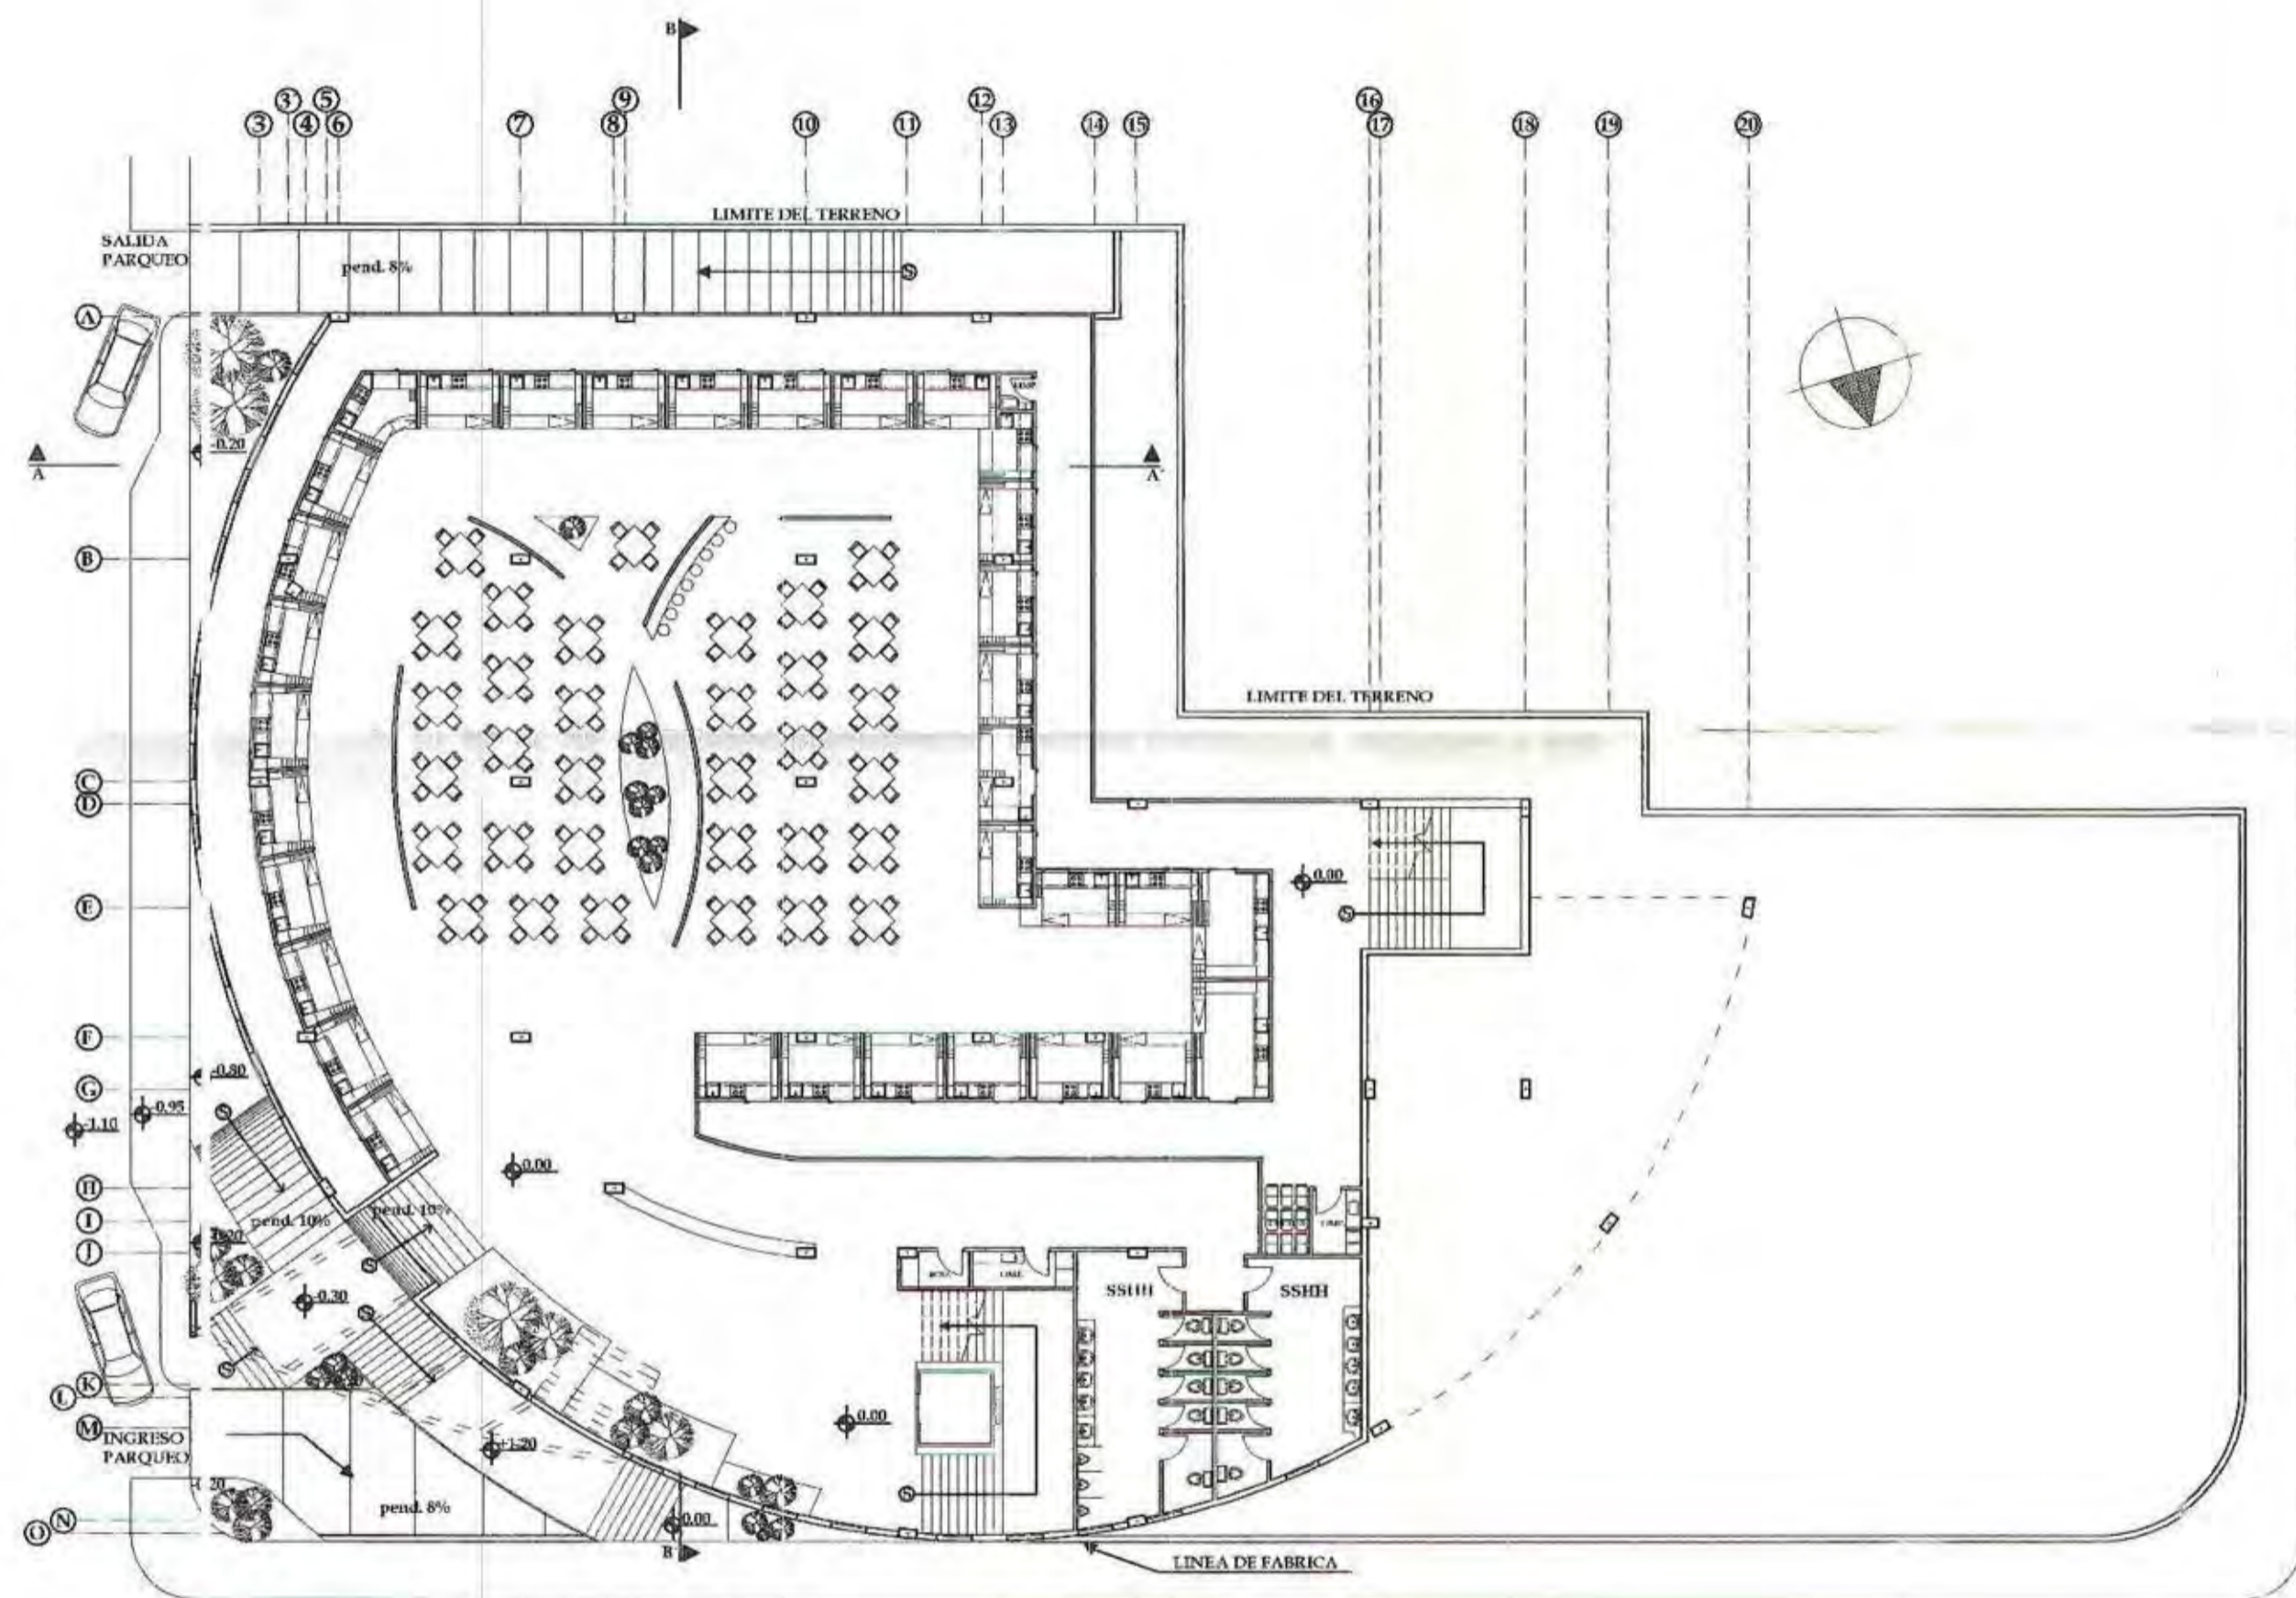 B
3' 5 9 12 16
3 4 6 7 8 10 11 13 14 15 17 18 19 20
LIMITE DEL TERRENO
SALIDA
PARQUEO
pend. 8%
S
A
-0.20
A
A'
B
LIMITE DEL TERRENO
C
D
0.00
E
S
F
-0.80
G
-0.95
S
-1.10
0.00
H
pend. 10%
pend. 10%
I
J
S
LIMP.
SSHH
SSHH
-0.30
S
S
K
L
0.00
M
INGRESO
PARQUEO
+1.20
20
S
pend. 8%
N
0.00
O
B'
LINEA DE FABRICA